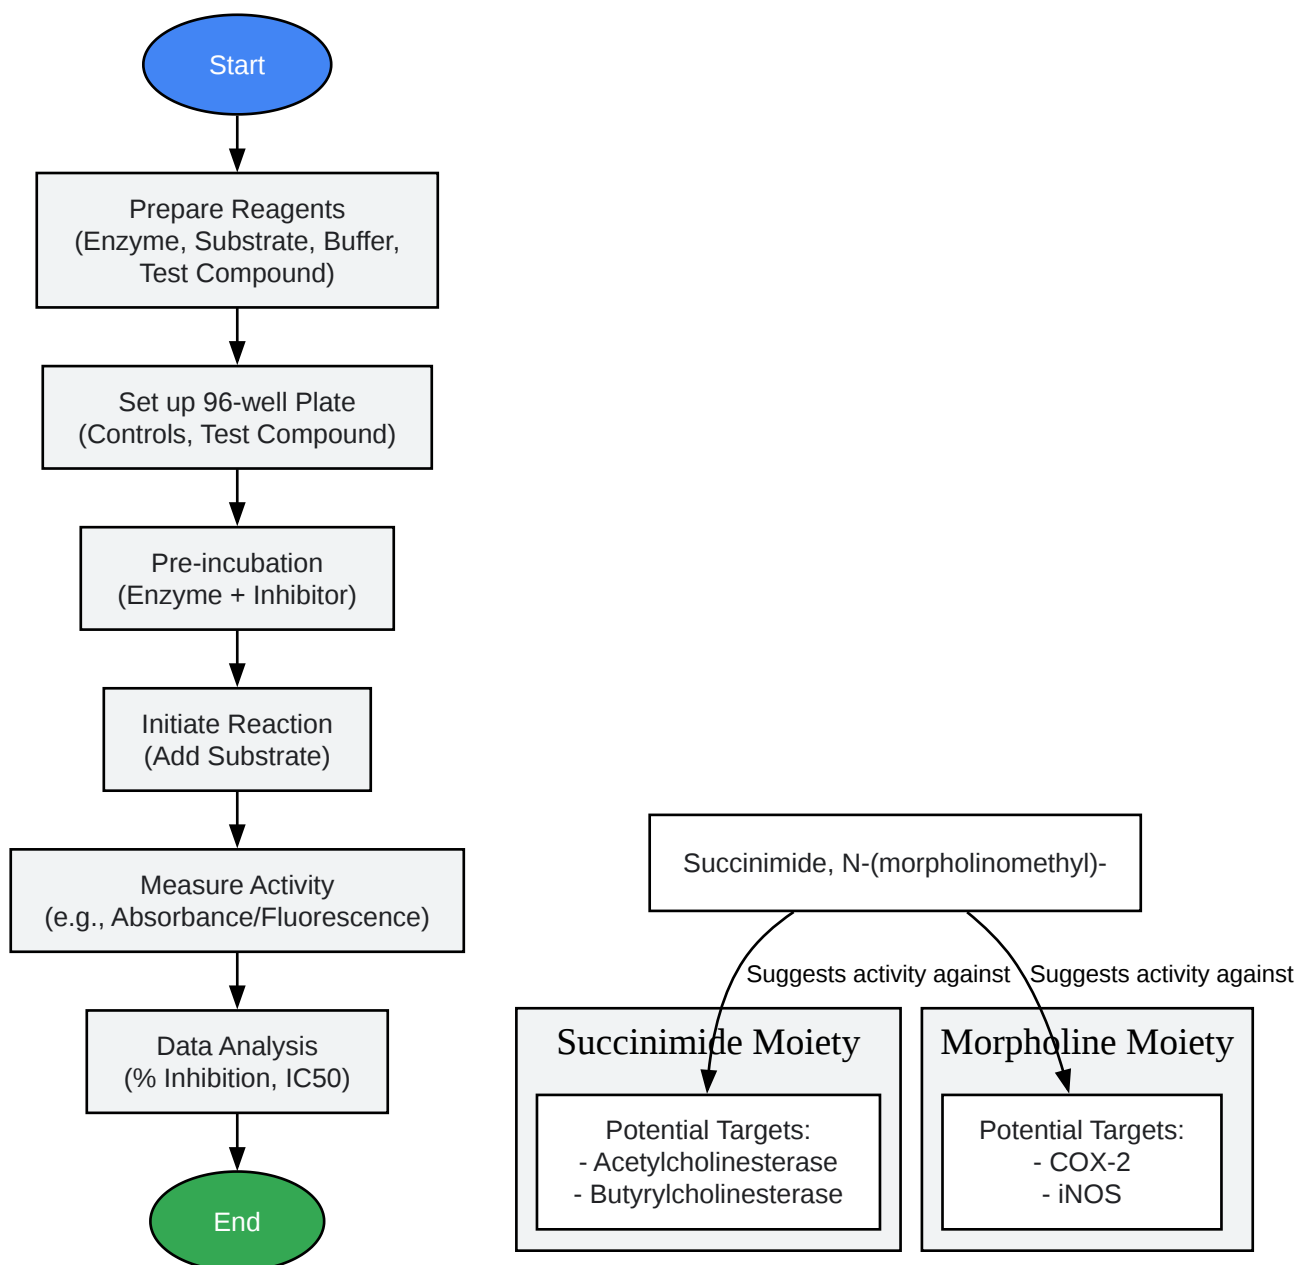 Start
Prepare Reagents
(Enzyme, Substrate, Buffer,
Test Compound)
Set up 96-well Plate
(Controls, Test Compound)
Pre-incubation
(Enzyme + Inhibitor)
Initiate Reaction
(Add Substrate)
Measure Activity
(e.g., Absorbance/Fluorescence)
Data Analysis
(% Inhibition, IC50)
End
Succinimide, N-(morpholinomethyl)-
Suggests activity against
Suggests activity against
Succinimide Moiety
Potential Targets:
- Acetylcholinesterase
- Butyrylcholinesterase
Morpholine Moiety
Potential Targets:
- COX-2
- iNOS